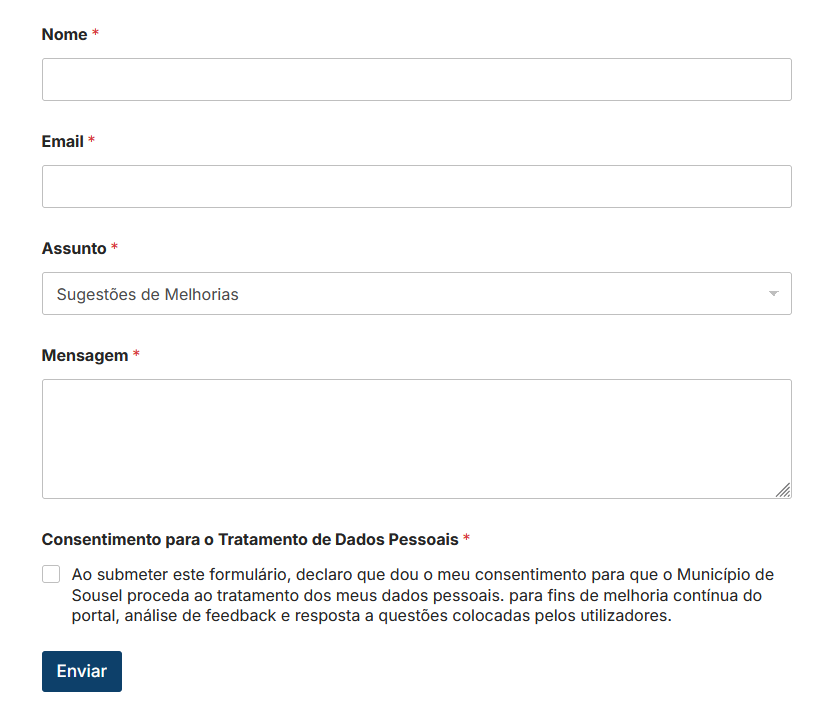 Nome *
Email *
Assunto *
Sugestões de Melhorias
Mensagem *
Consentimento para o Tratamento de Dados Pessoais *
Ao submeter este formulário, declaro que dou o meu consentimento para que o Município de
Sousel proceda ao tratamento dos meus dados pessoais. para fins de melhoria contínua do
portal, análise de feedback e resposta a questões colocadas pelos utilizadores.
Enviar